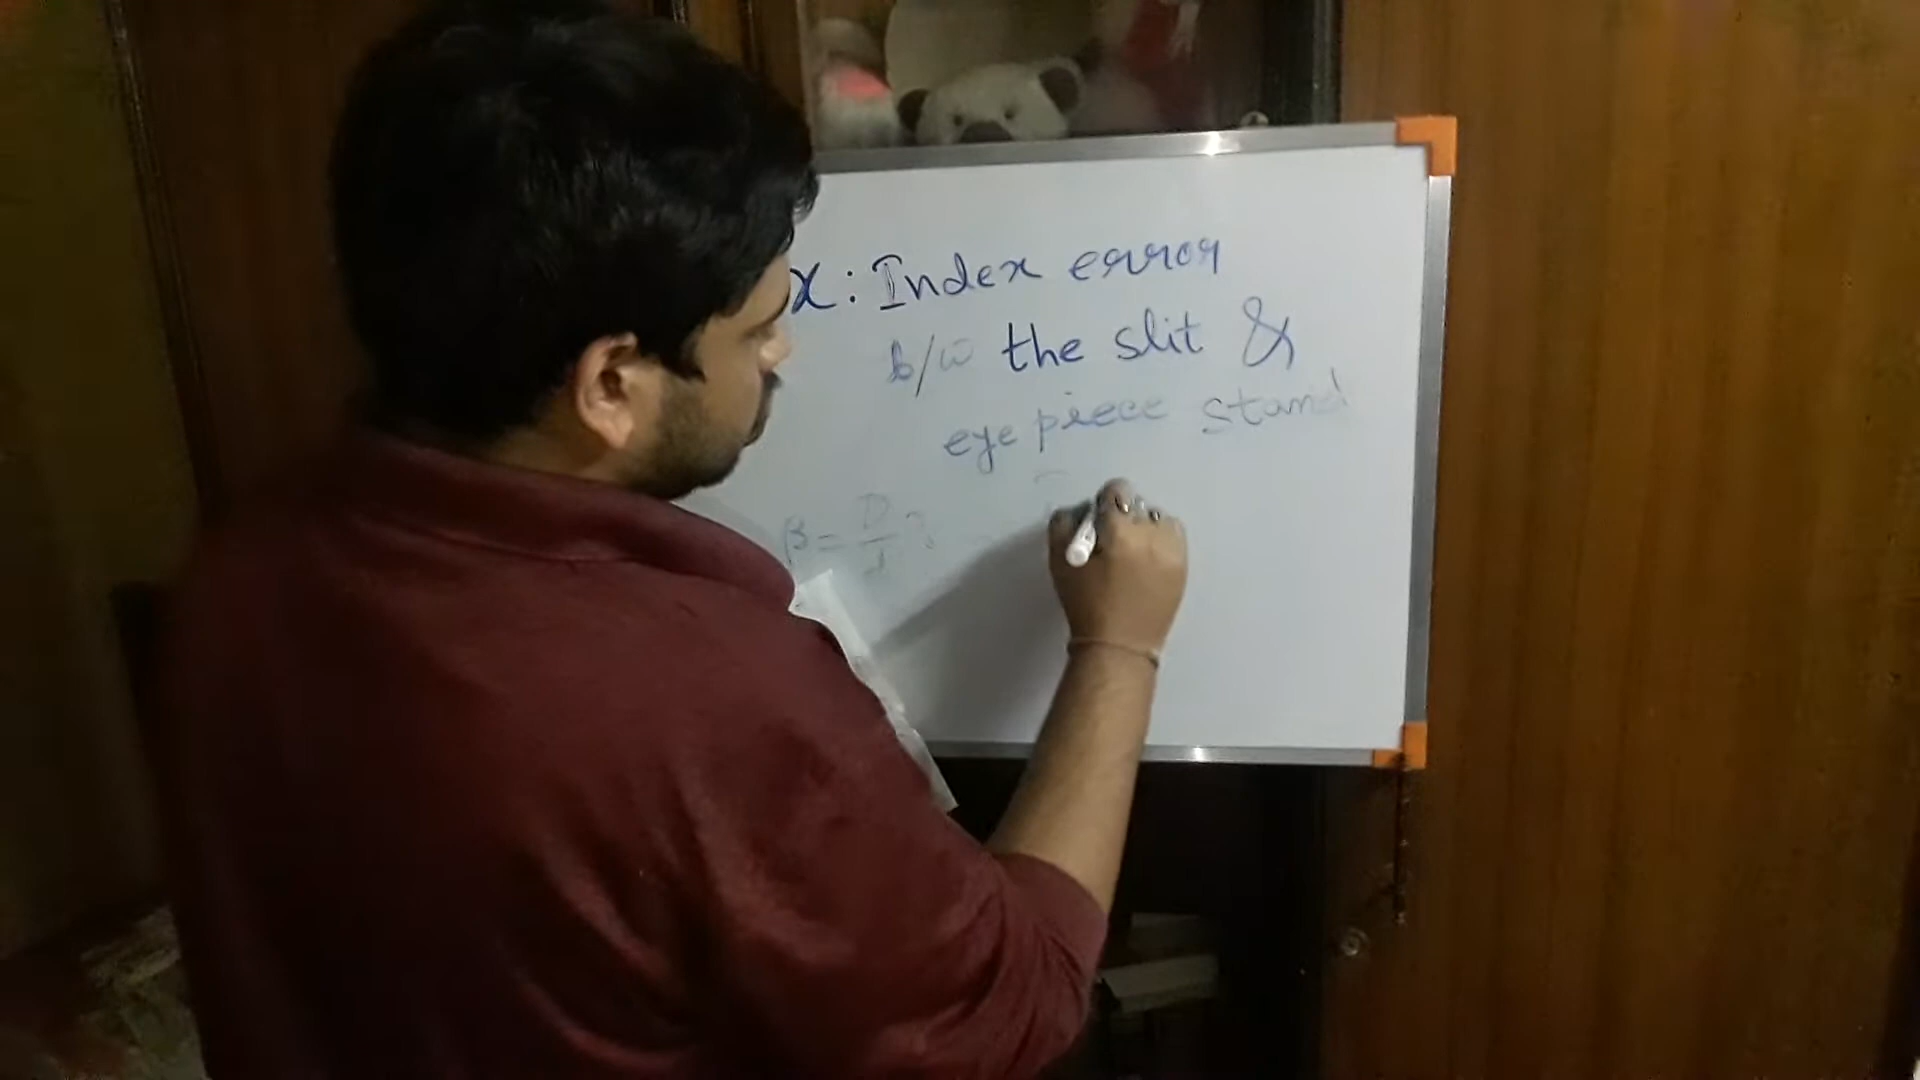 x: Index error
b/w the slit &
eye piece stand
β = D/d λ